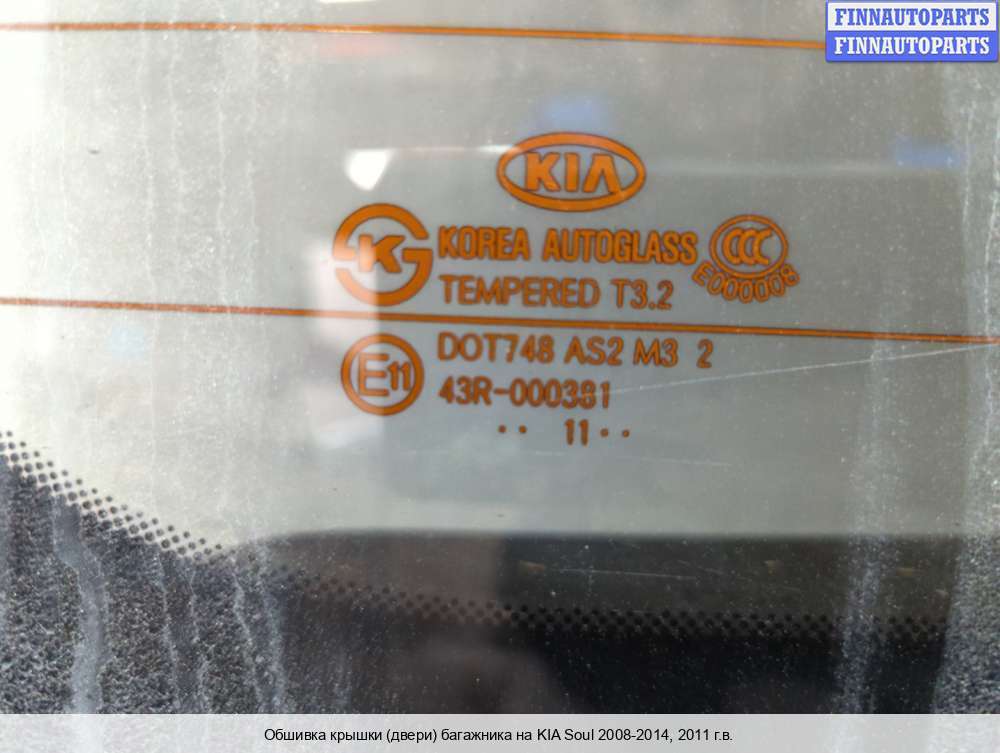 FINNAUTOPARTS
FINNAUTOPARTS
KIA
KOREA AUTOGLASS
CCC
E000008
TEMPERED T3.2
DOT748 AS2 M3 2
E11
43R-000381
·· 11··
Обшивка крышки (двери) багажника на KIA Soul 2008-2014, 2011 г.в.